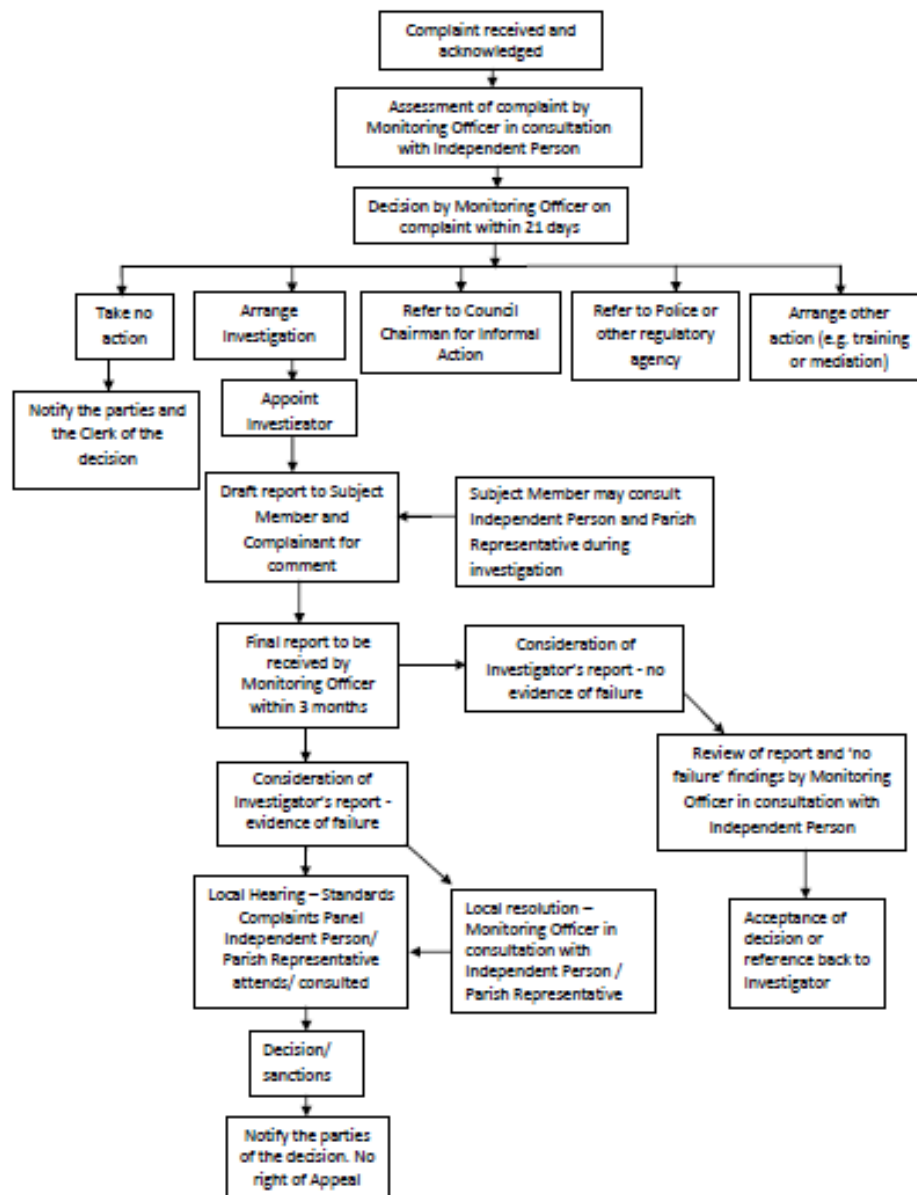 Complaint received and
acknowledged
Assessment of complaint by
Monitoring Officer in consultation
with Independent Person
Decision by Monitoring Officer on
complaint within 21 days
Take no
action
Arrange
Investigation
Refer to Council
Chairman for Informal
Action
Refer to Police or
other regulatory
agency
Arrange other
action (e.g. training
or mediation)
Notify the parties and
the Clerk of the
decision
Appoint
Investigator
Draft report to Subject
Member and
Complainant for
comment
Subject Member may consult
Independent Person and Parish
Representative during
investigation
Final report to be
received by
Monitoring Officer
within 3 months
Consideration of
Investigator's report - no
evidence of failure
Review of report and 'no
failure' findings by Monitoring
Officer in consultation with
Independent Person
Consideration of
Investigator's report -
evidence of failure
Local Hearing – Standards
Complaints Panel
Independent Person/
Parish Representative
attends/ consulted
Local resolution –
Monitoring Officer in
consultation with
Independent Person /
Parish Representative
Acceptance of
decision or
reference back to
Investigator
Decision/
sanctions
Notify the parties
of the decision. No
right of Appeal